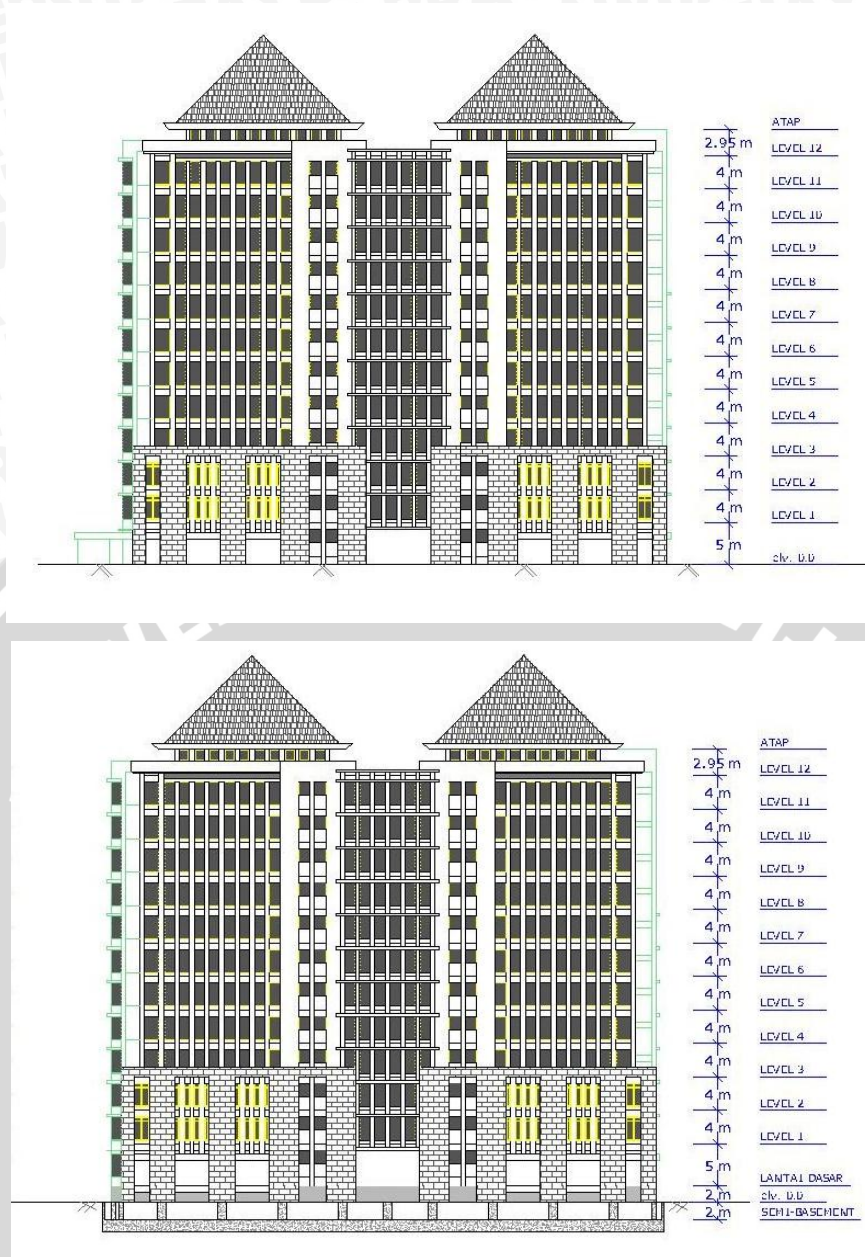 ATAP
2.95 m
LEVEL 12
4 m
LEVEL 11
4 m
LEVEL 10
4 m
LEVEL 9
4 m
LEVEL 8
4 m
LEVEL 7
4 m
LEVEL 6
4 m
LEVEL 5
4 m
LEVEL 4
4 m
LEVEL 3
4 m
LEVEL 2
4 m
LEVEL 1
5 m
elv. 0.0
ATAP
2.95 m
LEVEL 12
4 m
LEVEL 11
4 m
LEVEL 10
4 m
LEVEL 9
4 m
LEVEL 8
4 m
LEVEL 7
4 m
LEVEL 6
4 m
LEVEL 5
4 m
LEVEL 4
4 m
LEVEL 3
4 m
LEVEL 2
4 m
LEVEL 1
5 m
LANTAI DASAR
2 m
elv. 0.0
2 m
SEMI-BASEMENT